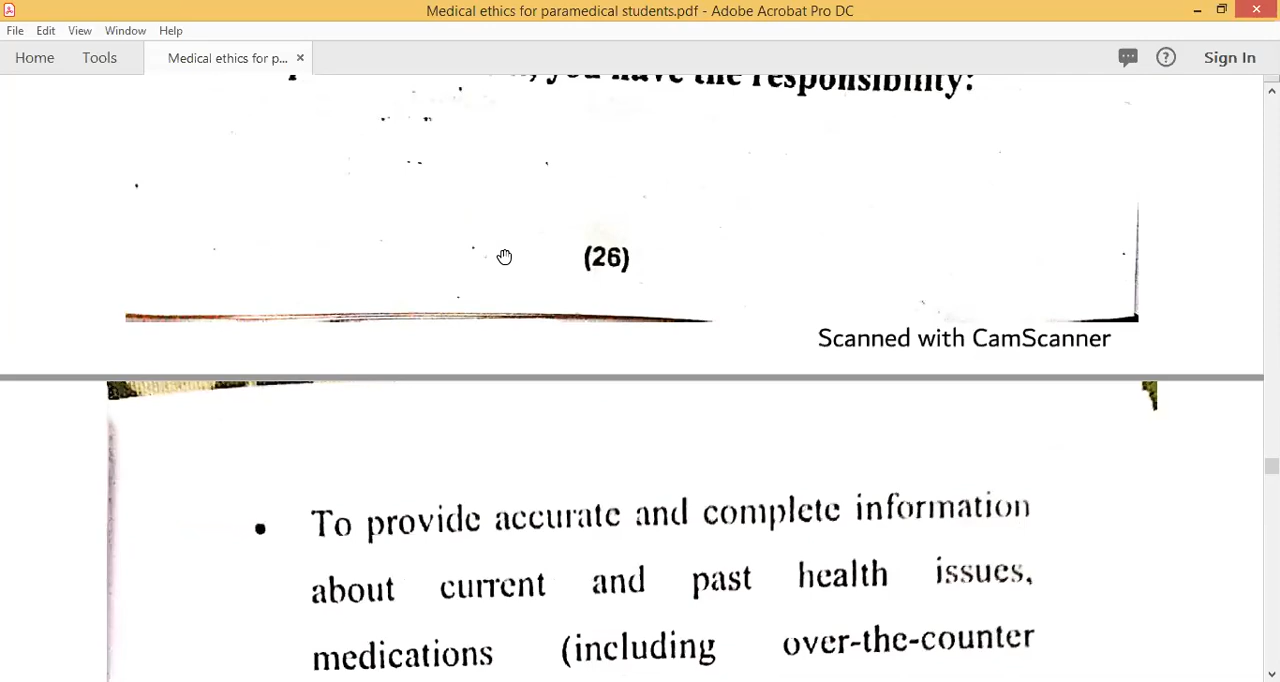 Medical ethics for paramedical students.pdf - Adobe Acrobat Pro DC
File Edit View Window Help
Home Tools Medical ethics for p... × Sign In
you have the responsibility:
(26)
Scanned with CamScanner
• To provide accurate and complete information
about current and past health issues,
medications (including over-the-counter